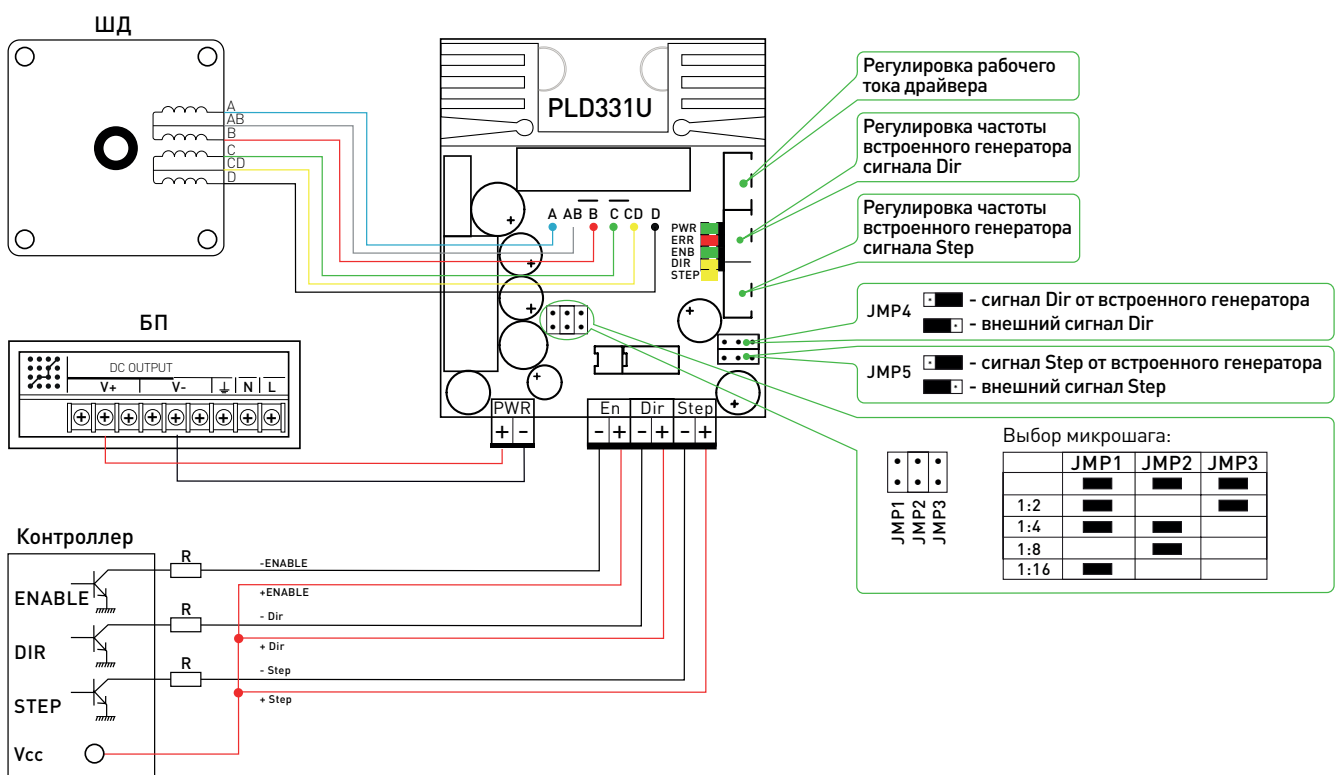 ШД
A
AB
B
C
CD
D
PLD331U
A AB B C CD D
PWR
ERR
ENB
DIR
STEP
PWR
+ -
En Dir Step
- + - + - +
Регулировка рабочего
тока драйвера
Регулировка частоты
встроенного генератора
сигнала Dir
Регулировка частоты
встроенного генератора
сигнала Step
JMP4
- сигнал Dir от встроенного генератора
- внешний сигнал Dir
JMP5
- сигнал Step от встроенного генератора
- внешний сигнал Step
Выбор микрошага:
JMP1 JMP2 JMP3
JMP1 JMP2 JMP3
1:2
1:4
1:8
1:16
БП
DC OUTPUT
V+ V- N L
Контроллер
ENABLE
DIR
STEP
Vcc
R
-ENABLE
+ENABLE
R
- Dir
+ Dir
R
- Step
+ Step